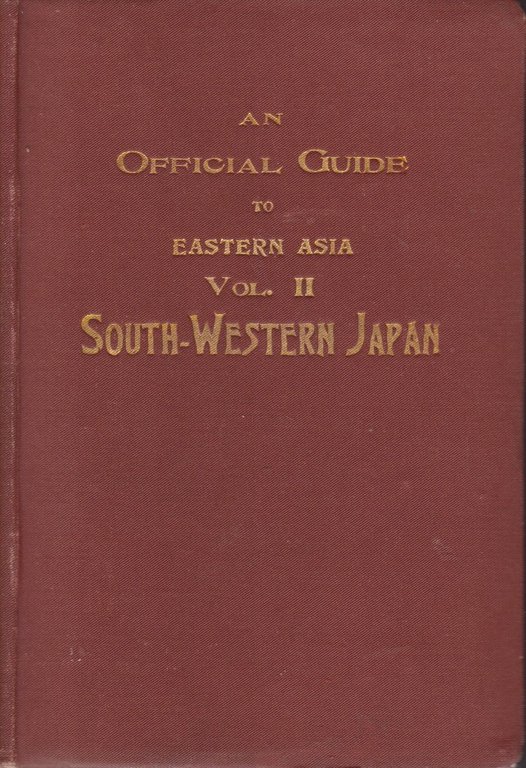 AN
OFFICIAL GUIDE
TO
EASTERN ASIA
VOL. II
SOUTH-WESTERN JAPAN